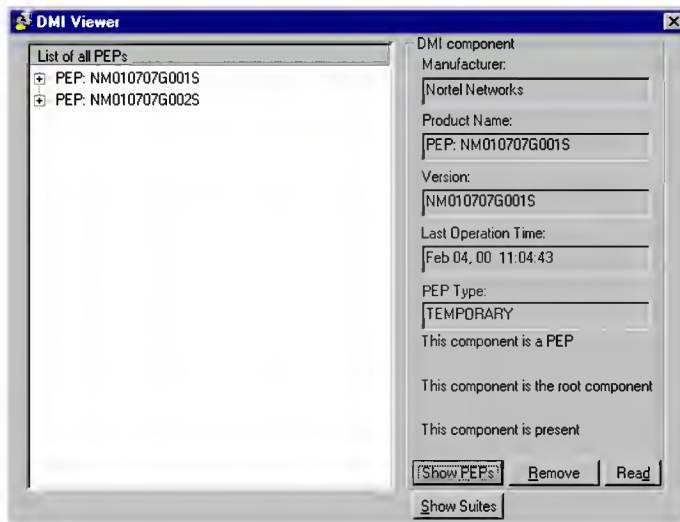 DMI Viewer
List of all PEPs
PEP: NM010707G001S
PEP: NM010707G002S
DMI component
Manufacturer:
Nortel Networks
Product Name:
PEP: NM010707G001S
Version:
NM010707G001S
Last Operation Time:
Feb 04, 00 11:04:43
PEP Type:
TEMPORARY
This component is a PEP
This component is the root component
This component is present
Show PEPs Remove Read
Show Suites